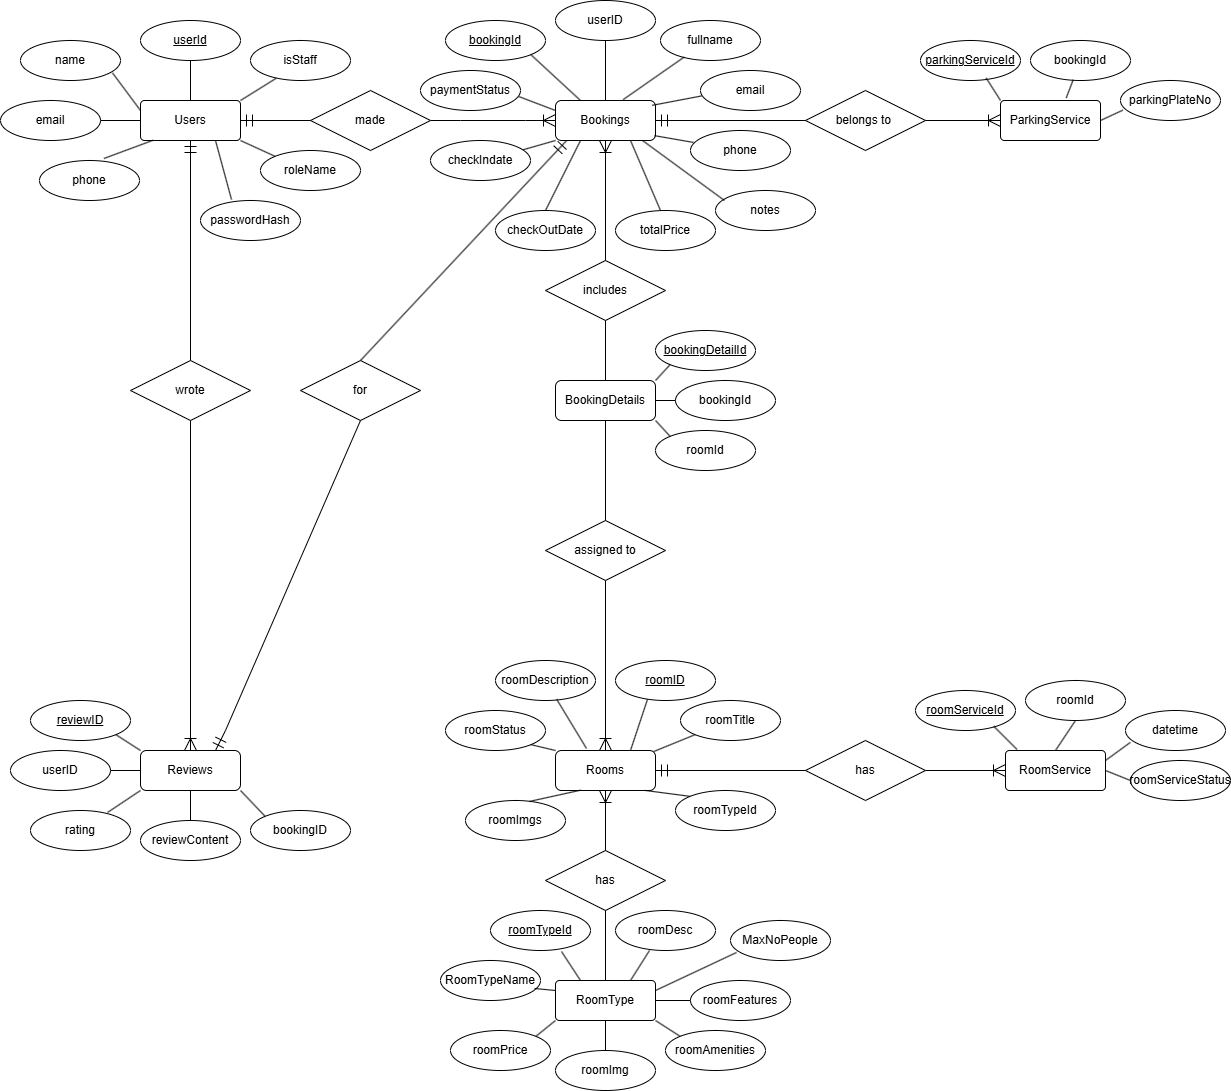 userID
userId
bookingId
fullname
name
isStaff
parkingServiceId
bookingId
paymentStatus
email
parkingPlateNo
email
Users
made
Bookings
belongs to
ParkingService
phone
checkIndate
roleName
phone
passwordHash
notes
checkOutDate
totalPrice
includes
bookingDetailId
wrote
for
BookingDetails
bookingId
roomId
assigned to
roomDescription
roomID
roomId
roomServiceId
reviewID
roomTitle
roomStatus
datetime
userID
Reviews
Rooms
has
RoomService
roomServiceStatus
roomTypeId
roomImgs
rating
reviewContent
bookingID
has
roomTypeId
roomDesc
MaxNoPeople
RoomTypeName
RoomType
roomFeatures
roomPrice
roomAmenities
roomImg